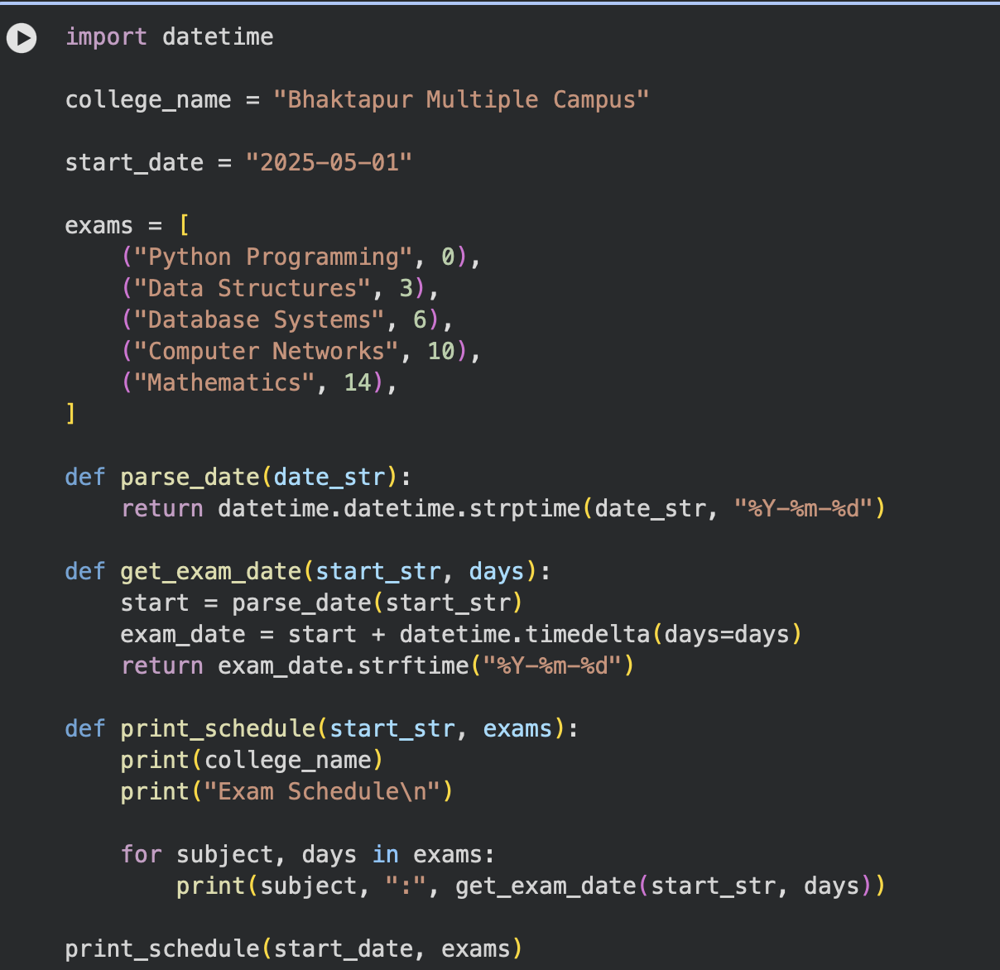 import datetime
college_name = "Bhaktapur Multiple Campus"
start_date = "2025-05-01"
exams = [
    ("Python Programming", 0),
    ("Data Structures", 3),
    ("Database Systems", 6),
    ("Computer Networks", 10),
    ("Mathematics", 14),
]
def parse_date(date_str):
    return datetime.datetime.strptime(date_str, "%Y-%m-%d")
def get_exam_date(start_str, days):
    start = parse_date(start_str)
    exam_date = start + datetime.timedelta(days=days)
    return exam_date.strftime("%Y-%m-%d")
def print_schedule(start_str, exams):
    print(college_name)
    print("Exam Schedule\n")
    for subject, days in exams:
        print(subject, ":", get_exam_date(start_str, days))
print_schedule(start_date, exams)